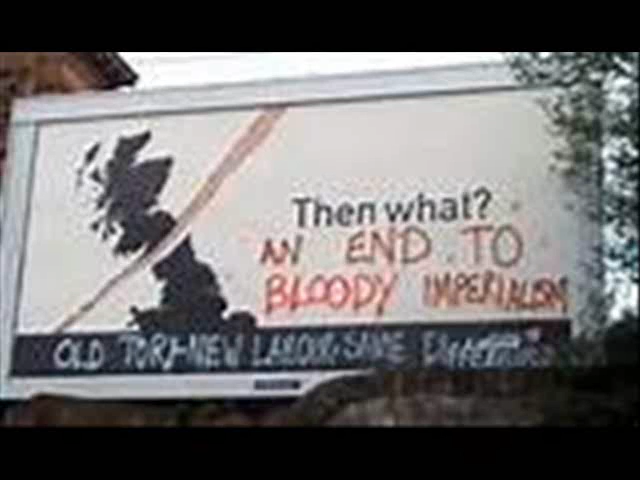 Then what?
AN END TO
BLOODY IMPERIALISM
OLD TORY-NEW LABOUR-SAME